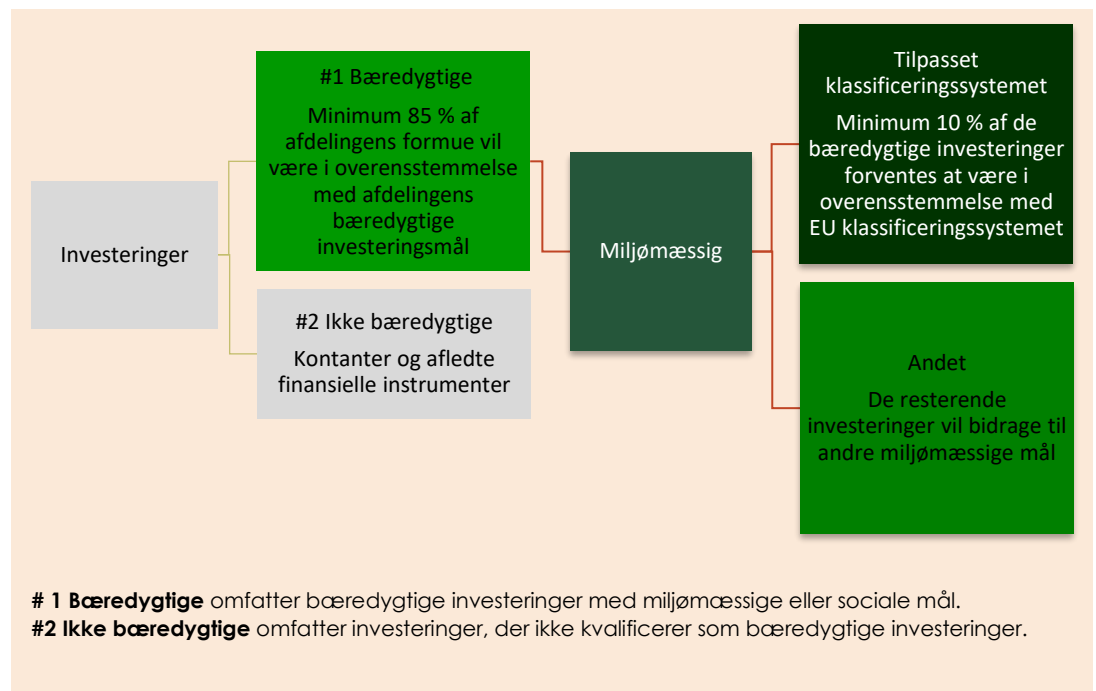 Investeringer
#1 Bæredygtige
Minimum 85 % af
afdelingens formue vil
være i overensstemmelse
med afdelingens
bæredygtige
investeringsmål
#2 Ikke bæredygtige
Kontanter og afledte
finansielle instrumenter
Miljømæssig
Tilpasset
klassificeringssystemet
Minimum 10 % af de
bæredygtige investeringer
forventes at være i
overensstemmelse med
EU klassificeringssystemet
Andet
De resterende
investeringer vil bidrage til
andre miljømæssige mål
# 1 Bæredygtige omfatter bæredygtige investeringer med miljømæssige eller sociale mål.
#2 Ikke bæredygtige omfatter investeringer, der ikke kvalificerer som bæredygtige investeringer.